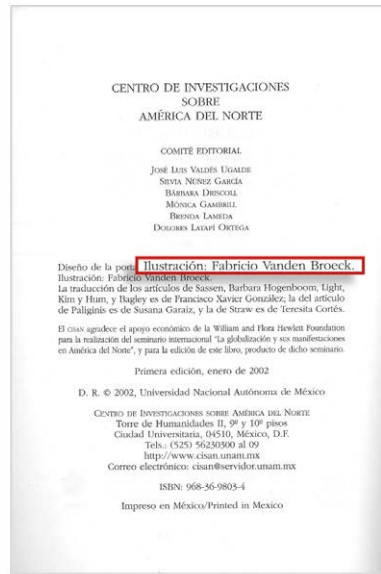 CENTRO DE INVESTIGACIONES
SOBRE
AMÉRICA DEL NORTE
COMITÉ EDITORIAL
JOSÉ LUIS VALDÉS UGALDE
SILVIA NÚÑEZ GARCÍA
BÁRBARA DRISCOLL
MÓNICA GAMBRILL
BRENDA LAMEDA
DOLORES LATAPÍ ORTEGA
Diseño de la port
Ilustración: Fabricio Vanden Broeck.
Ilustración: Fabricio Vanden Broeck.
La traducción de los artículos de Sassen, Barbara Hogenboom, Light,
Kim y Hum, y Bagley es de Francisco Xavier González; la del artículo
de Paliginis es de Susana Garaiz, y la de Straw es de Teresita Cortés.
El CISAN agradece el apoyo económico de la William and Flora Hewlett Foundation
para la realización del seminario internacional "La globalización y sus manifestaciones
en América del Norte", y para la edición de este libro, producto de dicho seminario.
Primera edición, enero de 2002
D. R. © 2002, Universidad Nacional Autónoma de México
CENTRO DE INVESTIGACIONES SOBRE AMÉRICA DEL NORTE
Torre de Humanidades II, 9º y 10º pisos
Ciudad Universitaria, 04510, México, D.F.
Tels.: (525) 56230300 al 09
http://www.cisan.unam.mx
Correo electrónico: cisan@servidor.unam.mx
ISBN: 968-36-9803-4
Impreso en México/Printed in Mexico